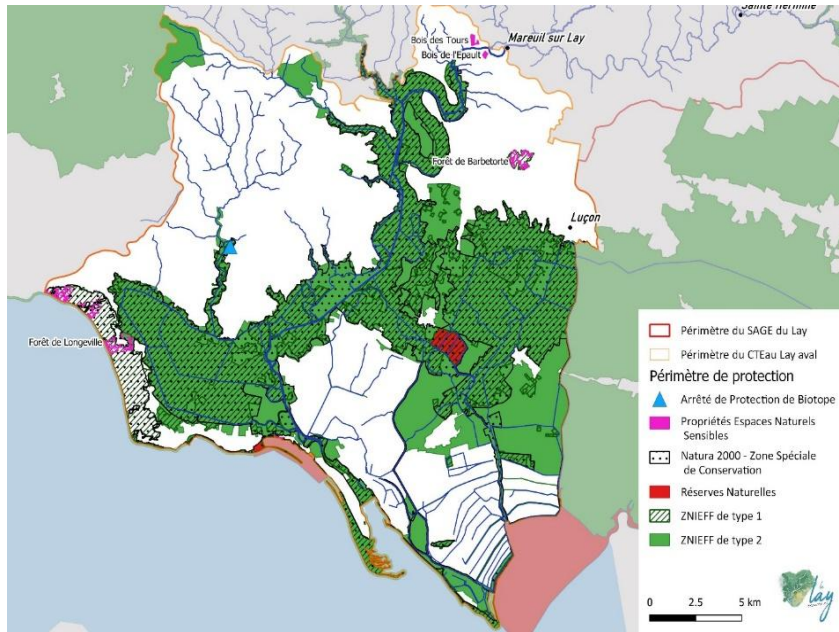 Sainte Hermine
Bois des Tours
Mareuil sur Lay
Bois de l'Epault
Forêt de Barbetorte
Luçon
Forêt de Longeville
Périmètre du SAGE du Lay
Périmètre du CTEau Lay aval
Périmètre de protection
Arrêté de Protection de Biotope
Propriétés Espaces Naturels
Sensibles
Natura 2000 - Zone Spéciale
de Conservation
Réserves Naturelles
ZNIEFF de type 1
ZNIEFF de type 2
0 2.5 5 km
lay